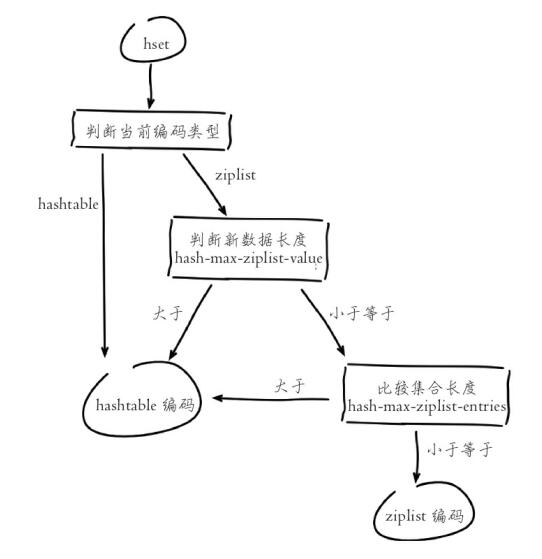 hset
判断当前编码类型
ziplist
hashtable
判断新数据长度
hash-max-ziplist-value
大于
小于等于
比较集合长度
hash-max-ziplist-entries
大于
hashtable 编码
小于等于
ziplist 编码